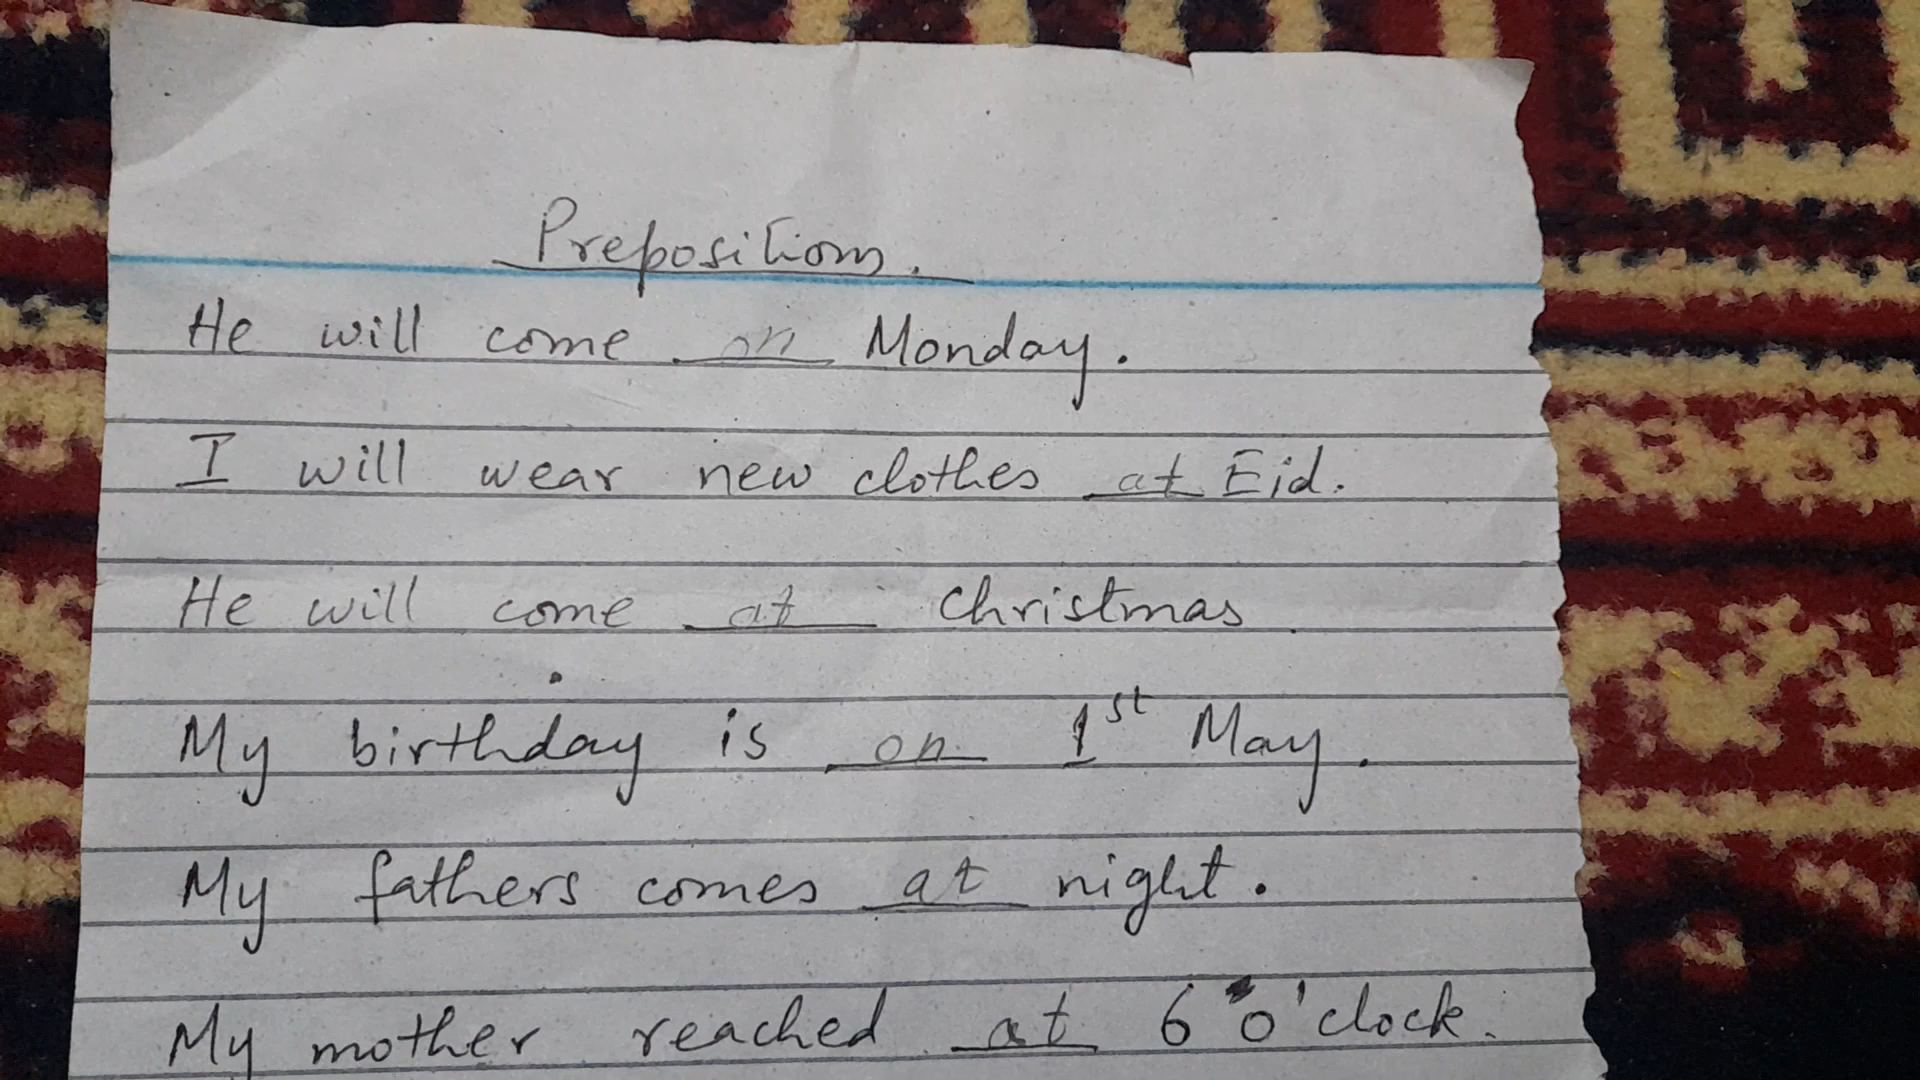 Prepositions.
He will come on Monday.
I will wear new clothes at Eid.
He will come at Christmas.
My birthday is on 1st May.
My fathers comes at night.
My mother reached at 6 o'clock.